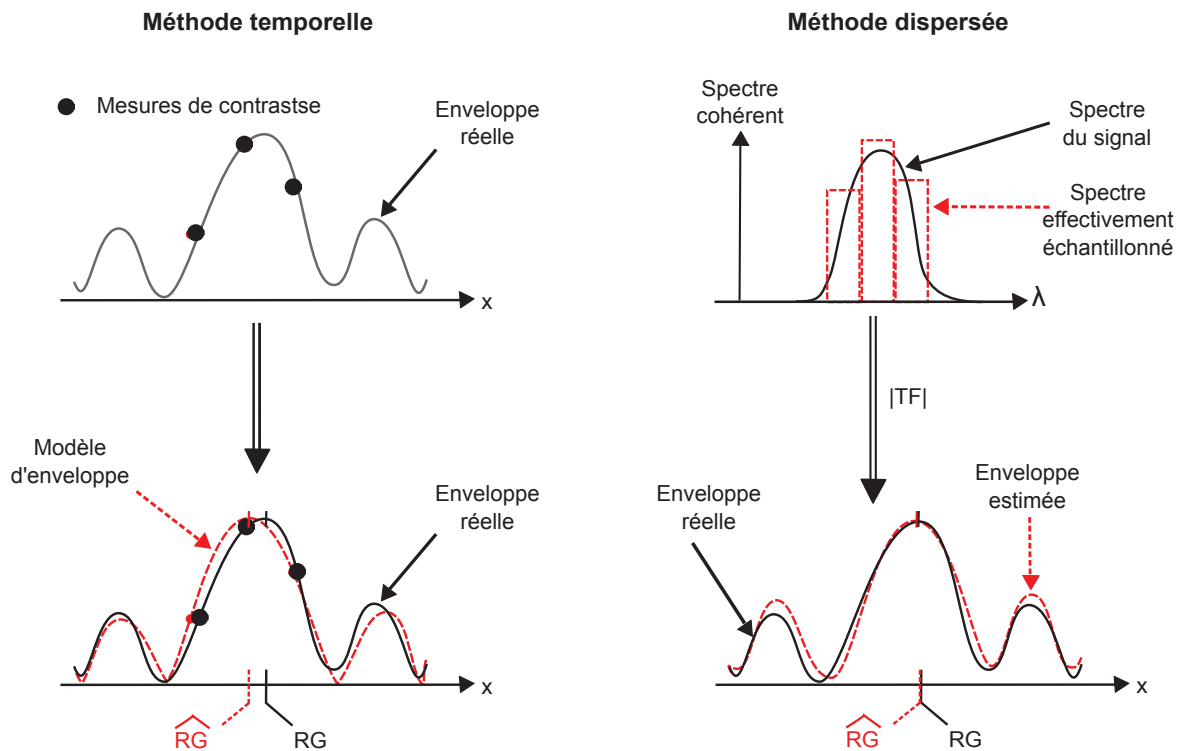 Méthode temporelle
Mesures de contrastse
Enveloppe
réelle
x
Modèle
d'enveloppe
Enveloppe
réelle
x
RG
RG
Méthode dispersée
Spectre
cohérent
Spectre
du signal
Spectre
effectivement
échantillonné
λ
|TF|
Enveloppe
réelle
Enveloppe
estimée
x
RG
RG